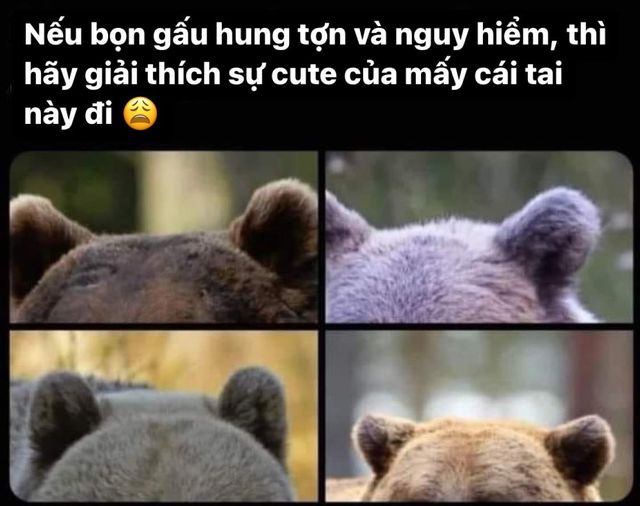 Nếu bọn gấu hung tợn và nguy hiểm, thì
hãy giải thích sự cute của mấy cái tai
này đi 😩